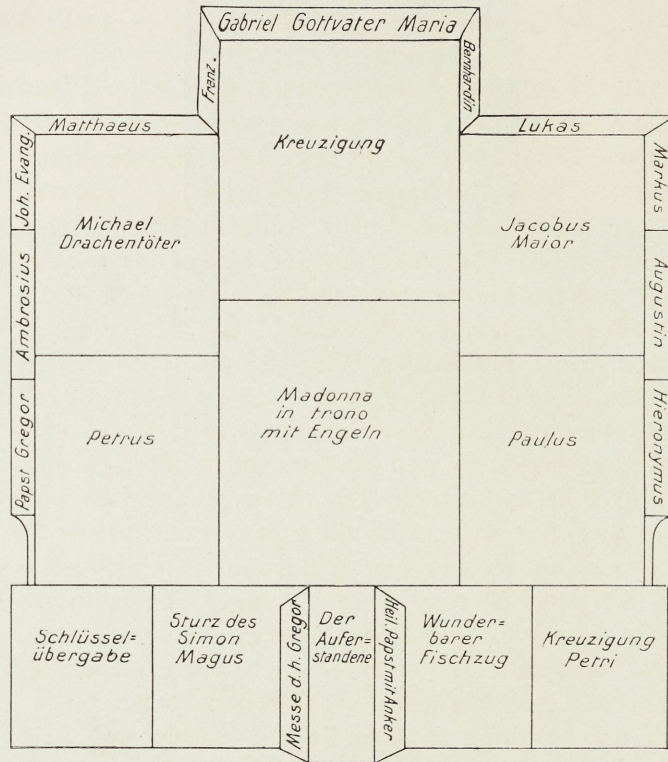 Gabriel Gottvater Maria
Franz.
Bernhardin
Matthaeus
Lukas
Kreuzigung
Joh. Evang.
Markus
Michael
Drachentöter
Jacobus
Maior
Ambrosius
Augustin
Madonna
in trono
mit Engeln
Papst Gregor
Petrus
Paulus
Hieronymus
Schlüssel=
übergabe
Sturz des
Simon
Magus
Messe d. h. Gregor
Der
Aufer=
standene
Heil. Papst mit Anker
Wunder=
barer
Fischzug
Kreuzigung
Petri